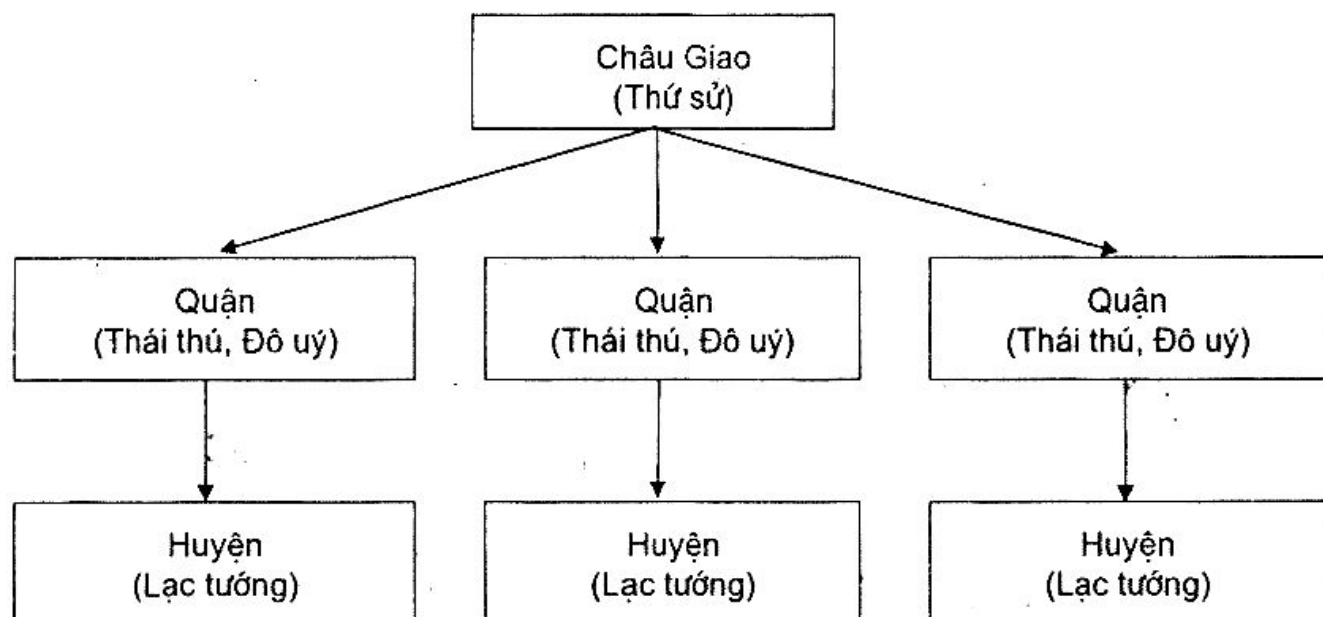 Châu Giao
(Thứ sử)
Quận
(Thái thú, Đô uý)
Quận
(Thái thú, Đô uý)
Quận
(Thái thú, Đô uý)
Huyện
(Lạc tướng)
Huyện
(Lạc tướng)
Huyện
(Lạc tướng)